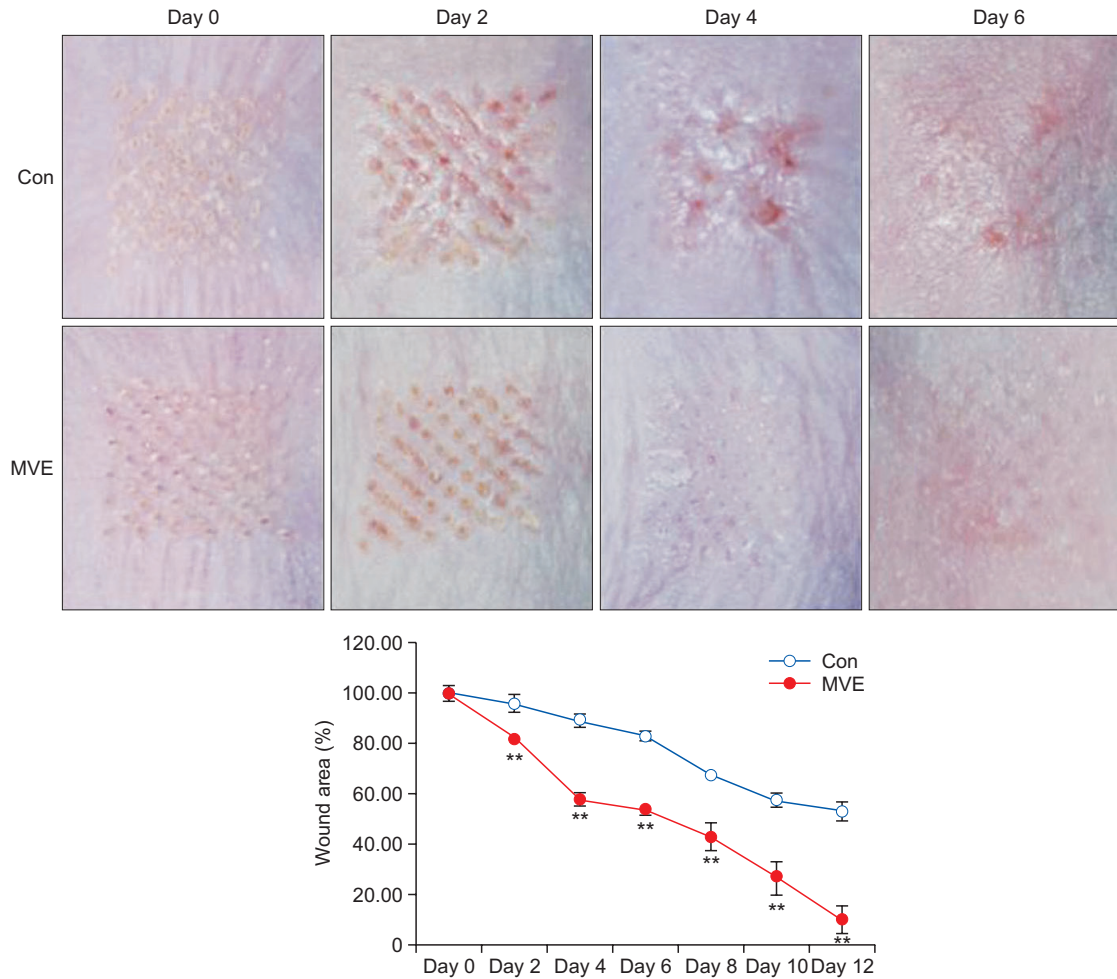 Day 0 Day 2 Day 4 Day 6
Con
MVE
120.00
100.00
80.00
60.00
40.00
20.00
0
Wound area (%)
Con
MVE
**
**
**
**
**
**
Day 0 Day 2 Day 4 Day 6 Day 8 Day 10 Day 12